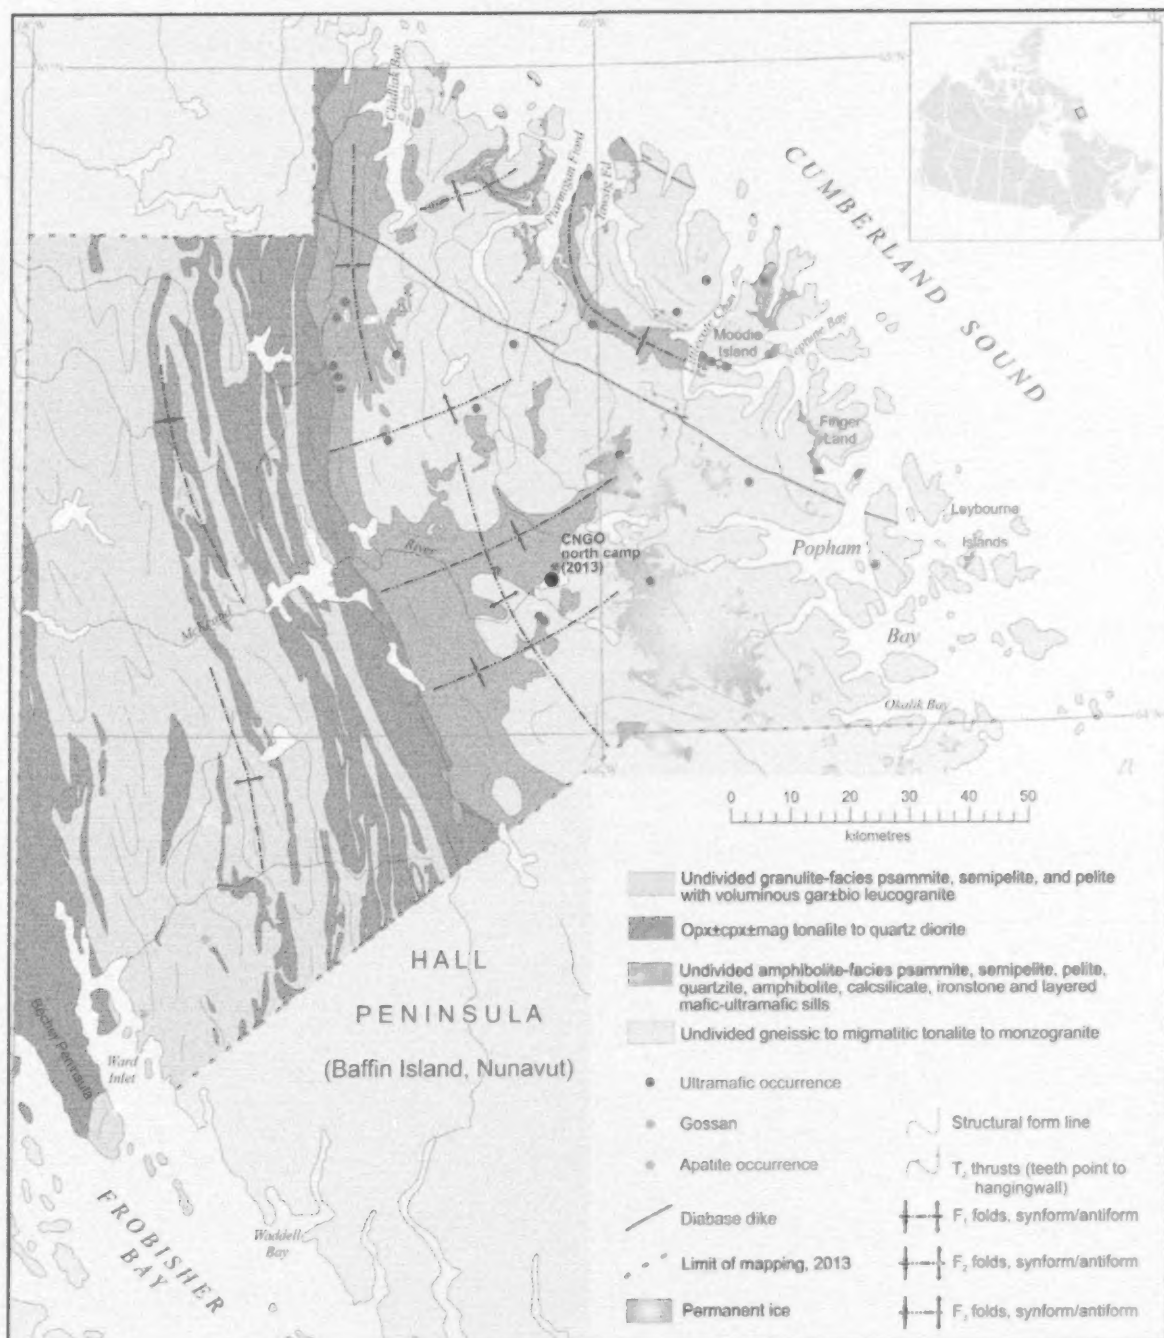 Chidliak Bay
Ptarmigan Fiord
CUMBERLAND SOUND
Moodie
Island
Neptune Bay
Finger
Land
Leybourne
Islands
Popham
Bay
Okalik Bay
CNGO
north camp
(2013)
River
McKeand
0 10 20 30 40 50
kilometres
HALL
PENINSULA
(Baffin Island, Nunavut)
Ward
Inlet
FROBISHER
BAY
Waddell
Bay
Undivided granulite-facies psammite, semipelite, and pelite
with voluminous gar±bio leucogranite
Opx±cpx±mag tonalite to quartz diorite
Undivided amphibolite-facies psammite, semipelite, pelite,
quartzite, amphibolite, calcsilicate, ironstone and layered
mafic-ultramafic sills
Undivided gneissic to migmatitic tonalite to monzogranite
Ultramafic occurrence
Gossan
Apatite occurrence
Diabase dike
Limit of mapping, 2013
Permanent ice
Structural form line
thrusts (teeth point to
hangingwall)
F₁ folds, synform/antiform
F₂ folds, synform/antiform
folds, synform/antiform